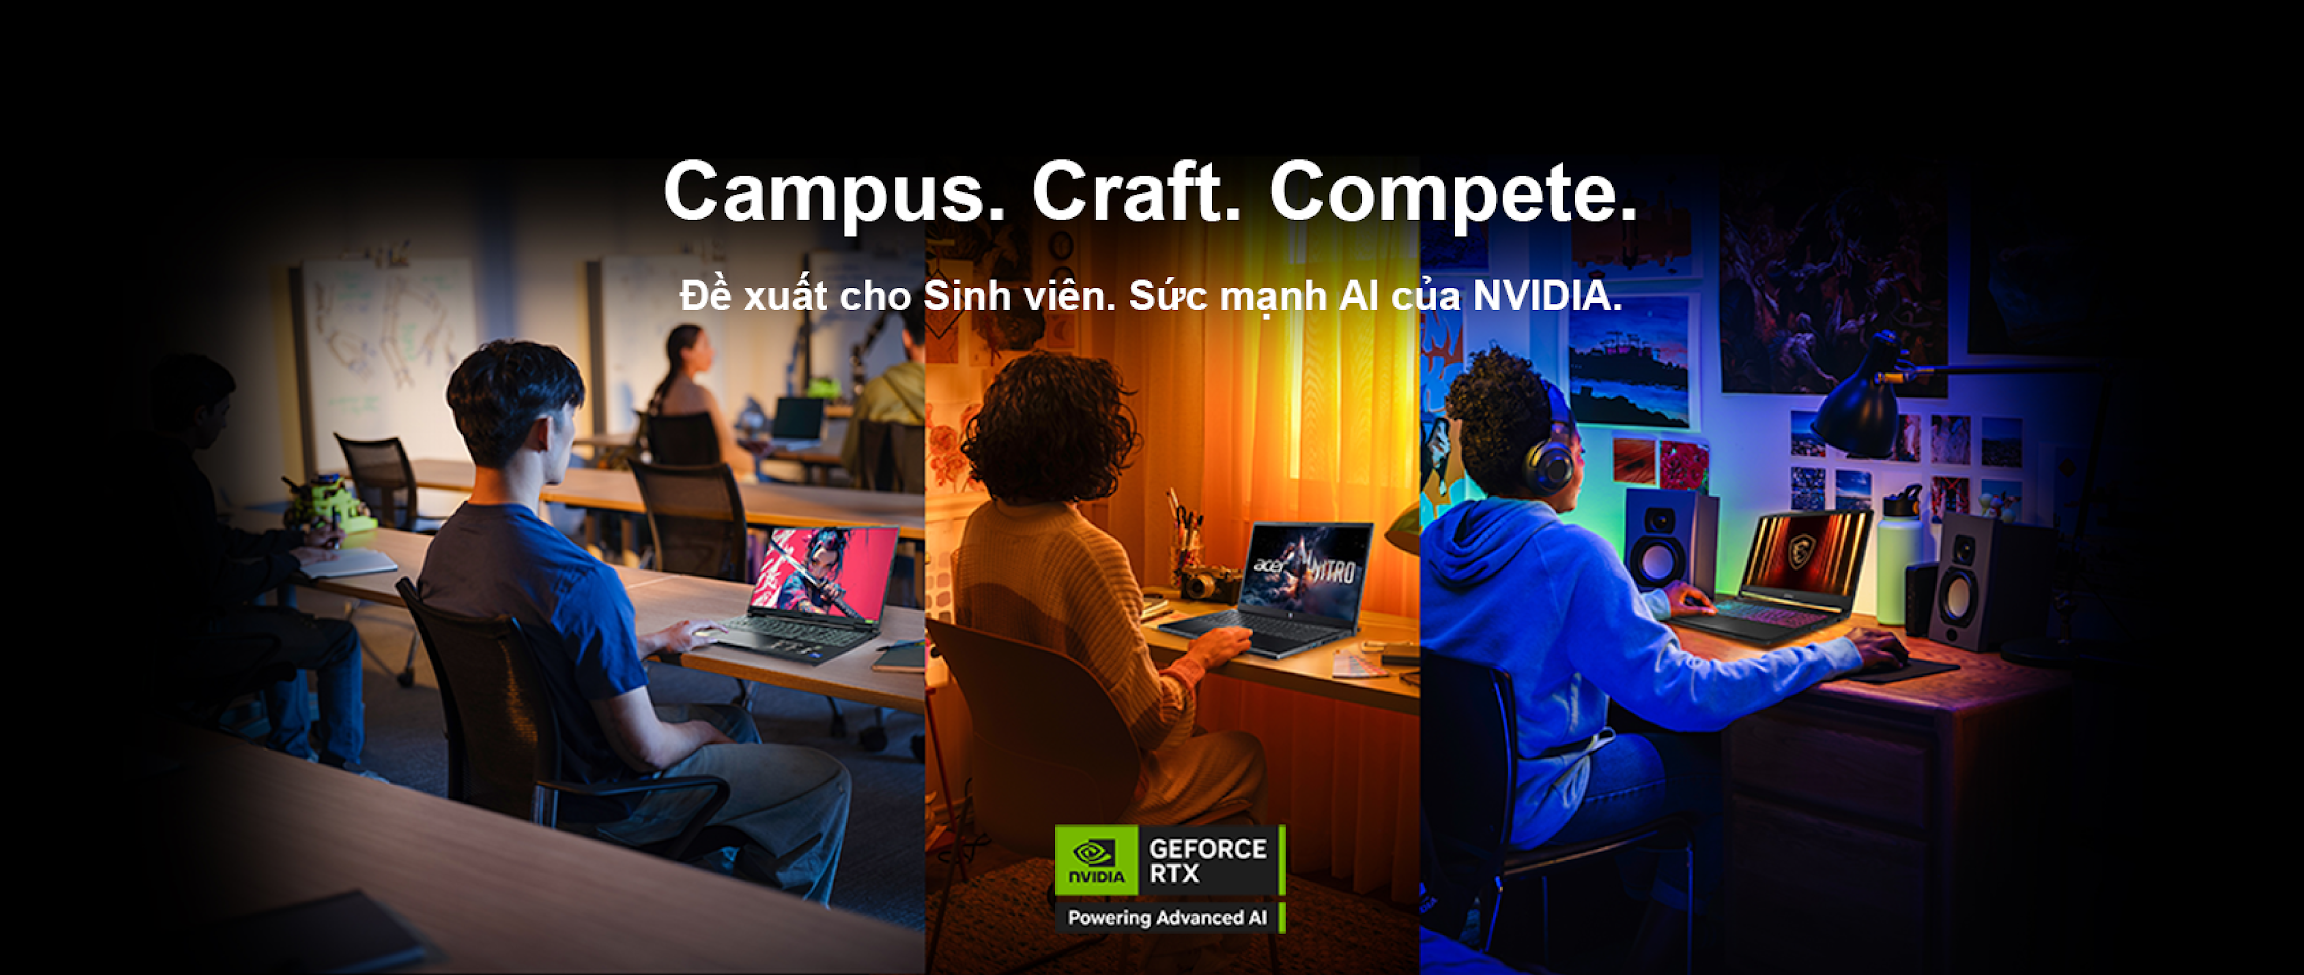 Campus. Craft. Compete.
Đề xuất cho Sinh viên. Sức mạnh AI của NVIDIA.
acer NITRO
NVIDIA
GEFORCE
RTX
Powering Advanced AI